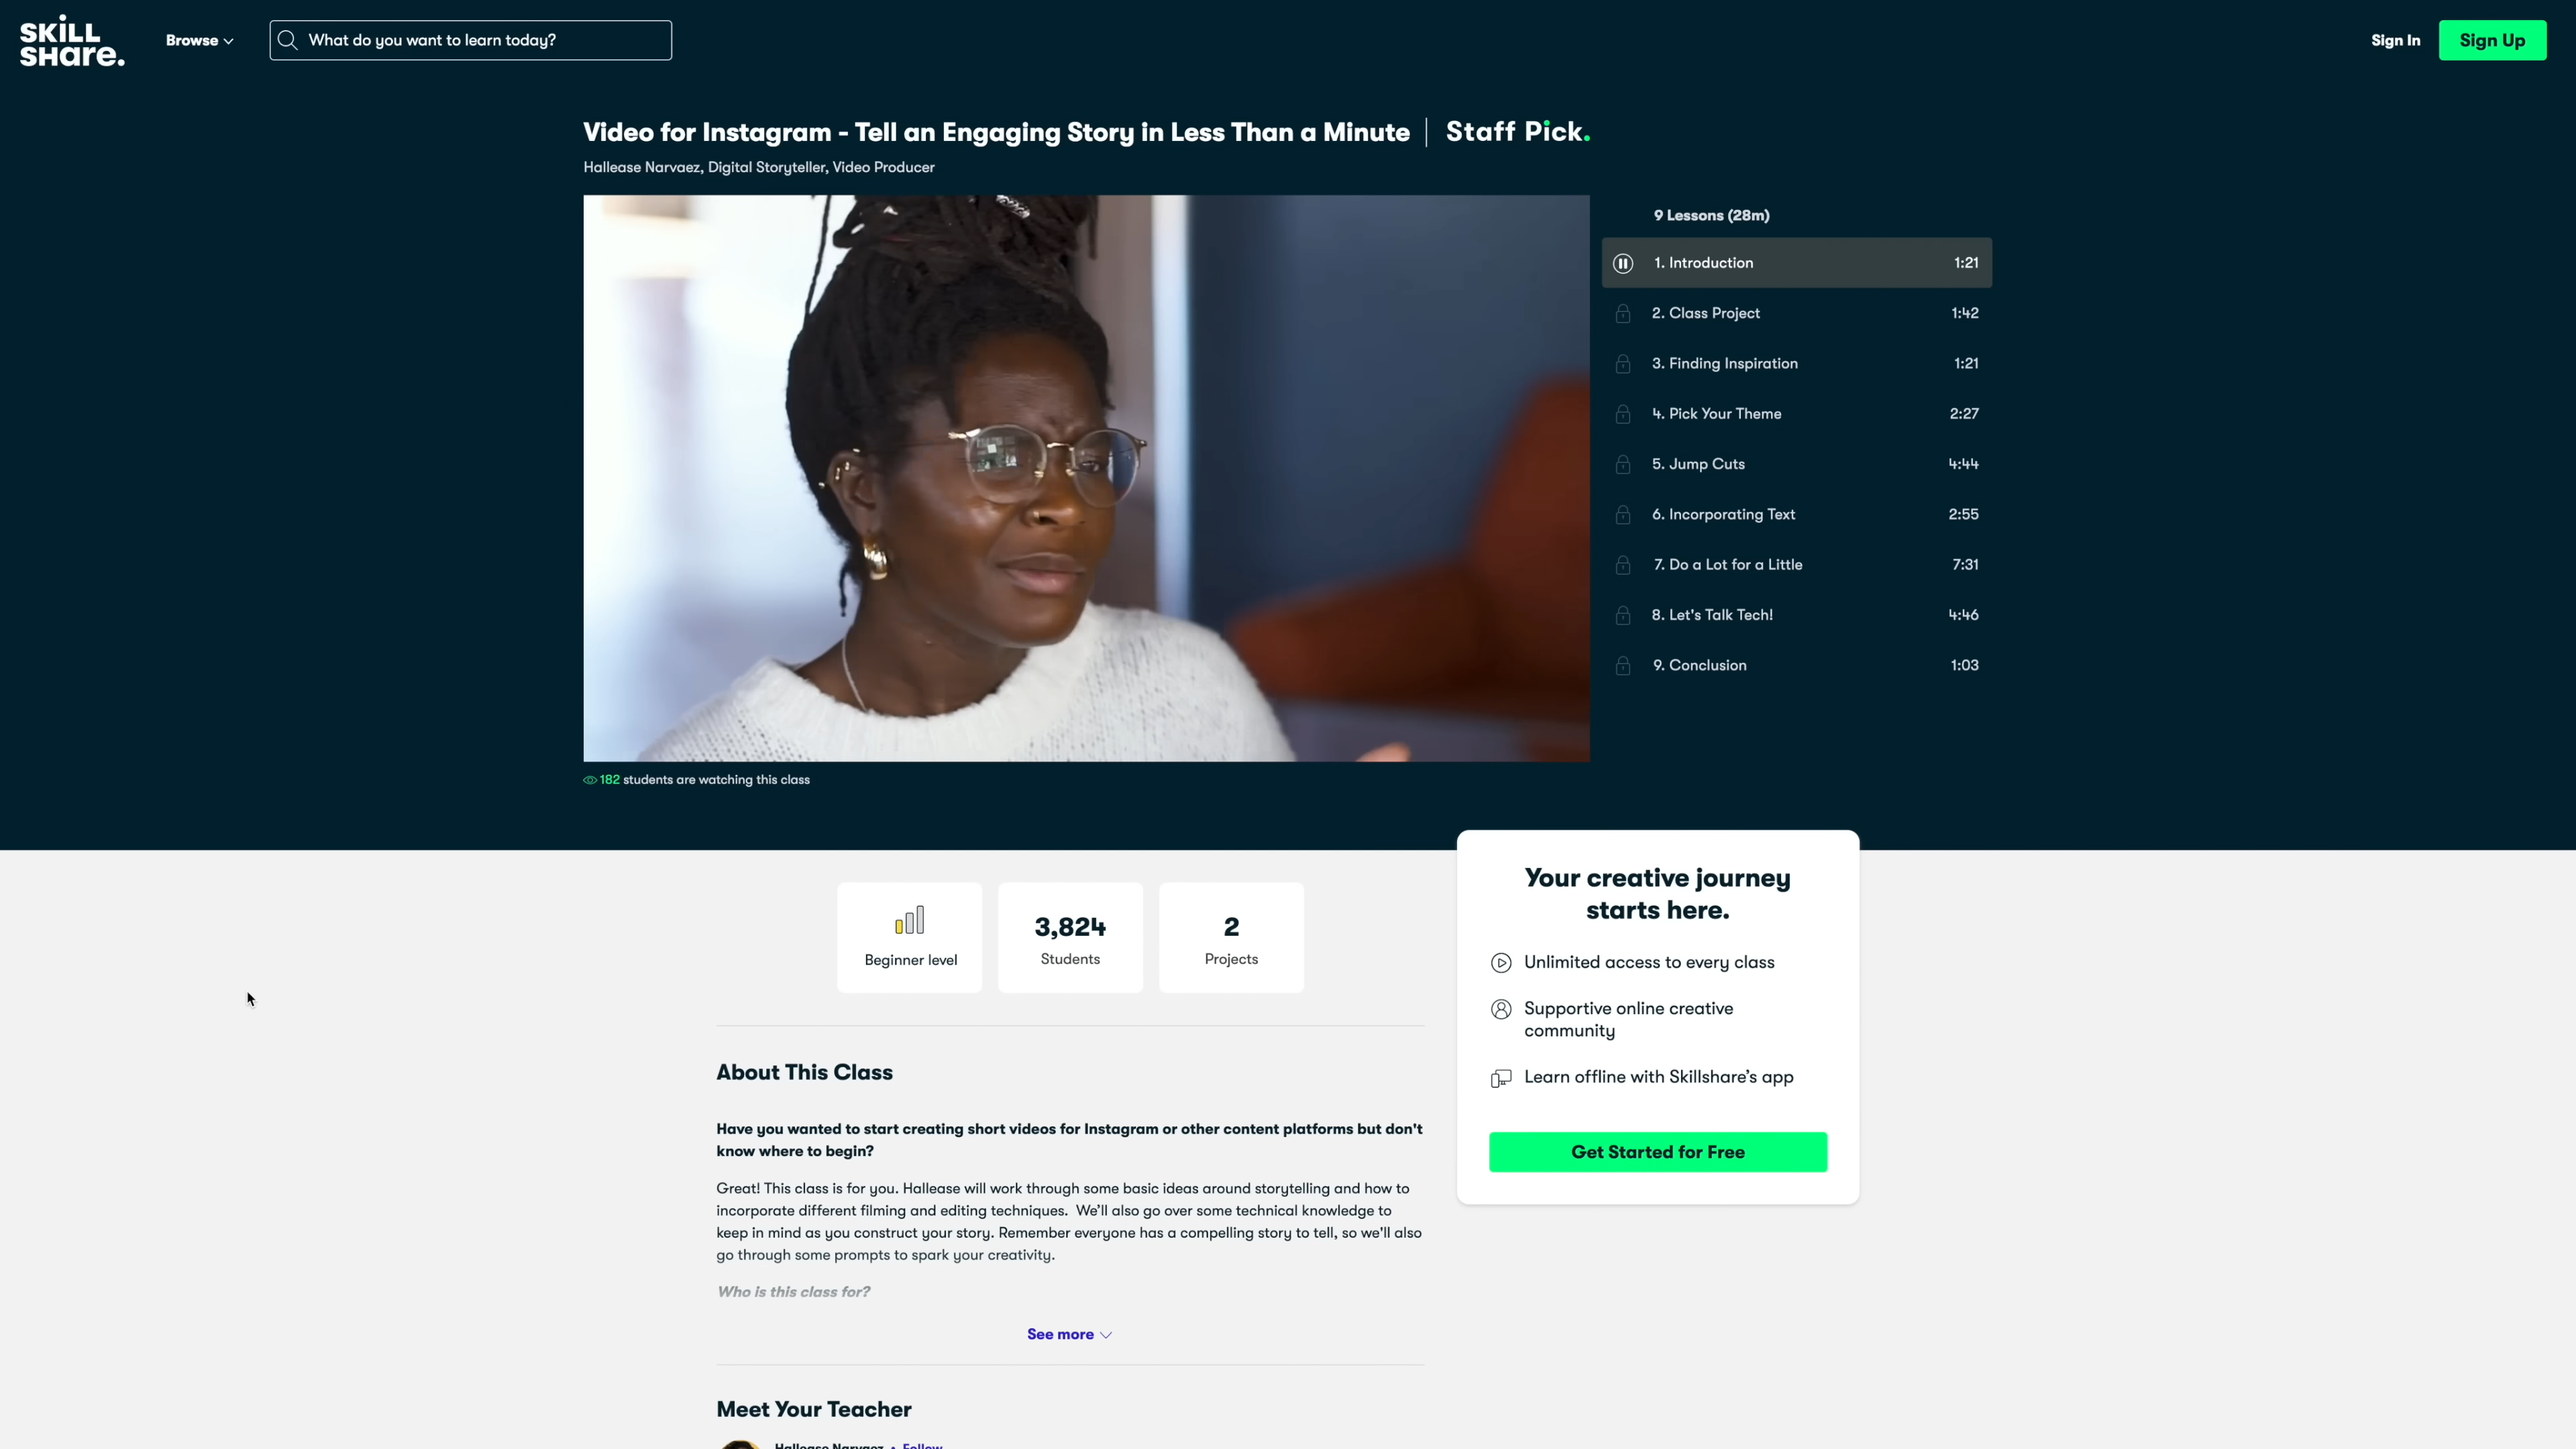 SKILL
SHARE.
Browse
What do you want to learn today?
Sign In
Sign Up
Video for Instagram - Tell an Engaging Story in Less Than a Minute
Staff Pick.
Hallease Narvaez, Digital Storyteller, Video Producer
9 Lessons (28m)
1. Introduction 1:21
2. Class Project 1:42
3. Finding Inspiration 1:21
4. Pick Your Theme 2:27
5. Jump Cuts 4:44
6. Incorporating Text 2:55
7. Do a Lot for a Little 7:31
8. Let's Talk Tech! 4:46
9. Conclusion 1:03
182 students are watching this class
Beginner level
3,824
Students
2
Projects
Your creative journey
starts here.
Unlimited access to every class
Supportive online creative
community
Learn offline with Skillshare's app
Get Started for Free
About This Class
Have you wanted to start creating short videos for Instagram or other content platforms but don't
know where to begin?
Great! This class is for you. Hallease will work through some basic ideas around storytelling and how to
incorporate different filming and editing techniques.  We'll also go over some technical knowledge to
keep in mind as you construct your story. Remember everyone has a compelling story to tell, so we'll also
go through some prompts to spark your creativity.
Who is this class for?
See more
Meet Your Teacher
Hallease Narvaez • Follow